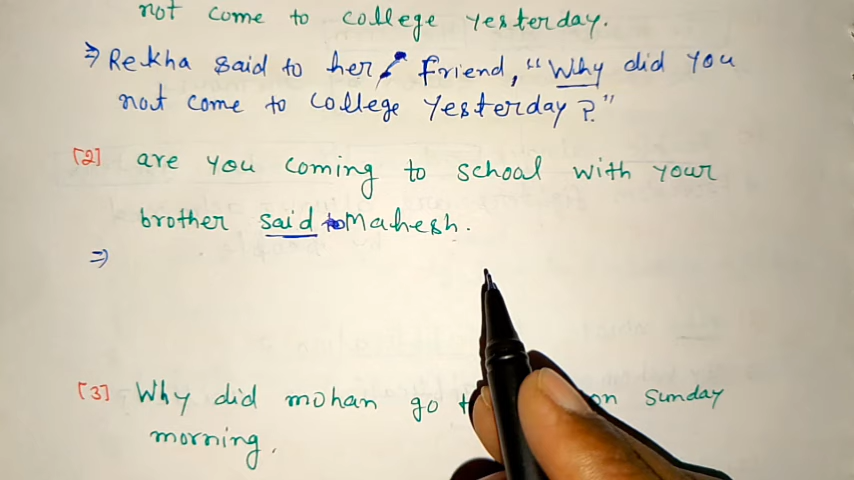 not come to college yesterday.
⇒ Rekha said to her friend, "Why did you
not come to college yesterday?"
[2] are you coming to schoal with your
brother said Mahesh.
⇒
[3] Why did mohan go on sunday
morning.